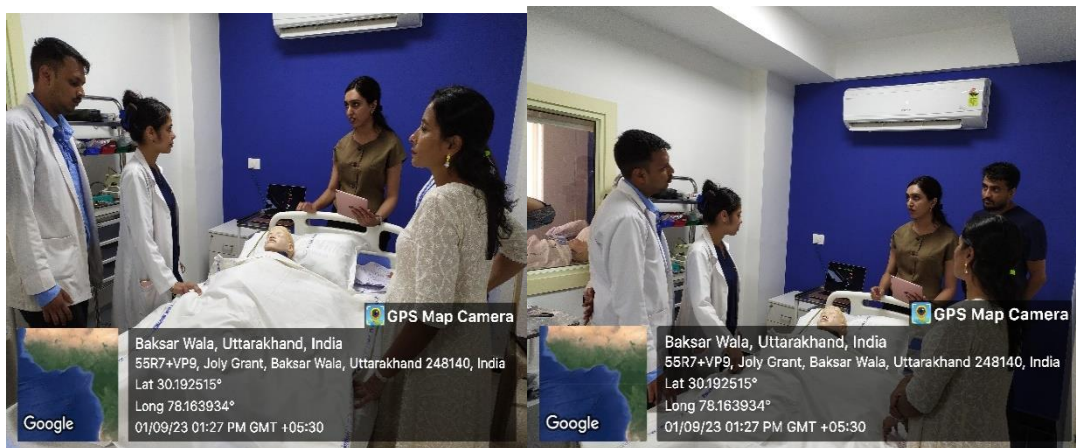 GPS Map Camera
Baksar Wala, Uttarakhand, India
55R7+VP9, Joly Grant, Baksar Wala, Uttarakhand 248140, India
Lat 30.192515°
Long 78.163934°
01/09/23 01:27 PM GMT +05:30
Google
GPS Map Camera
Baksar Wala, Uttarakhand, India
55R7+VP9, Joly Grant, Baksar Wala, Uttarakhand 248140, India
Lat 30.192515°
Long 78.163934°
01/09/23 01:27 PM GMT +05:30
Google